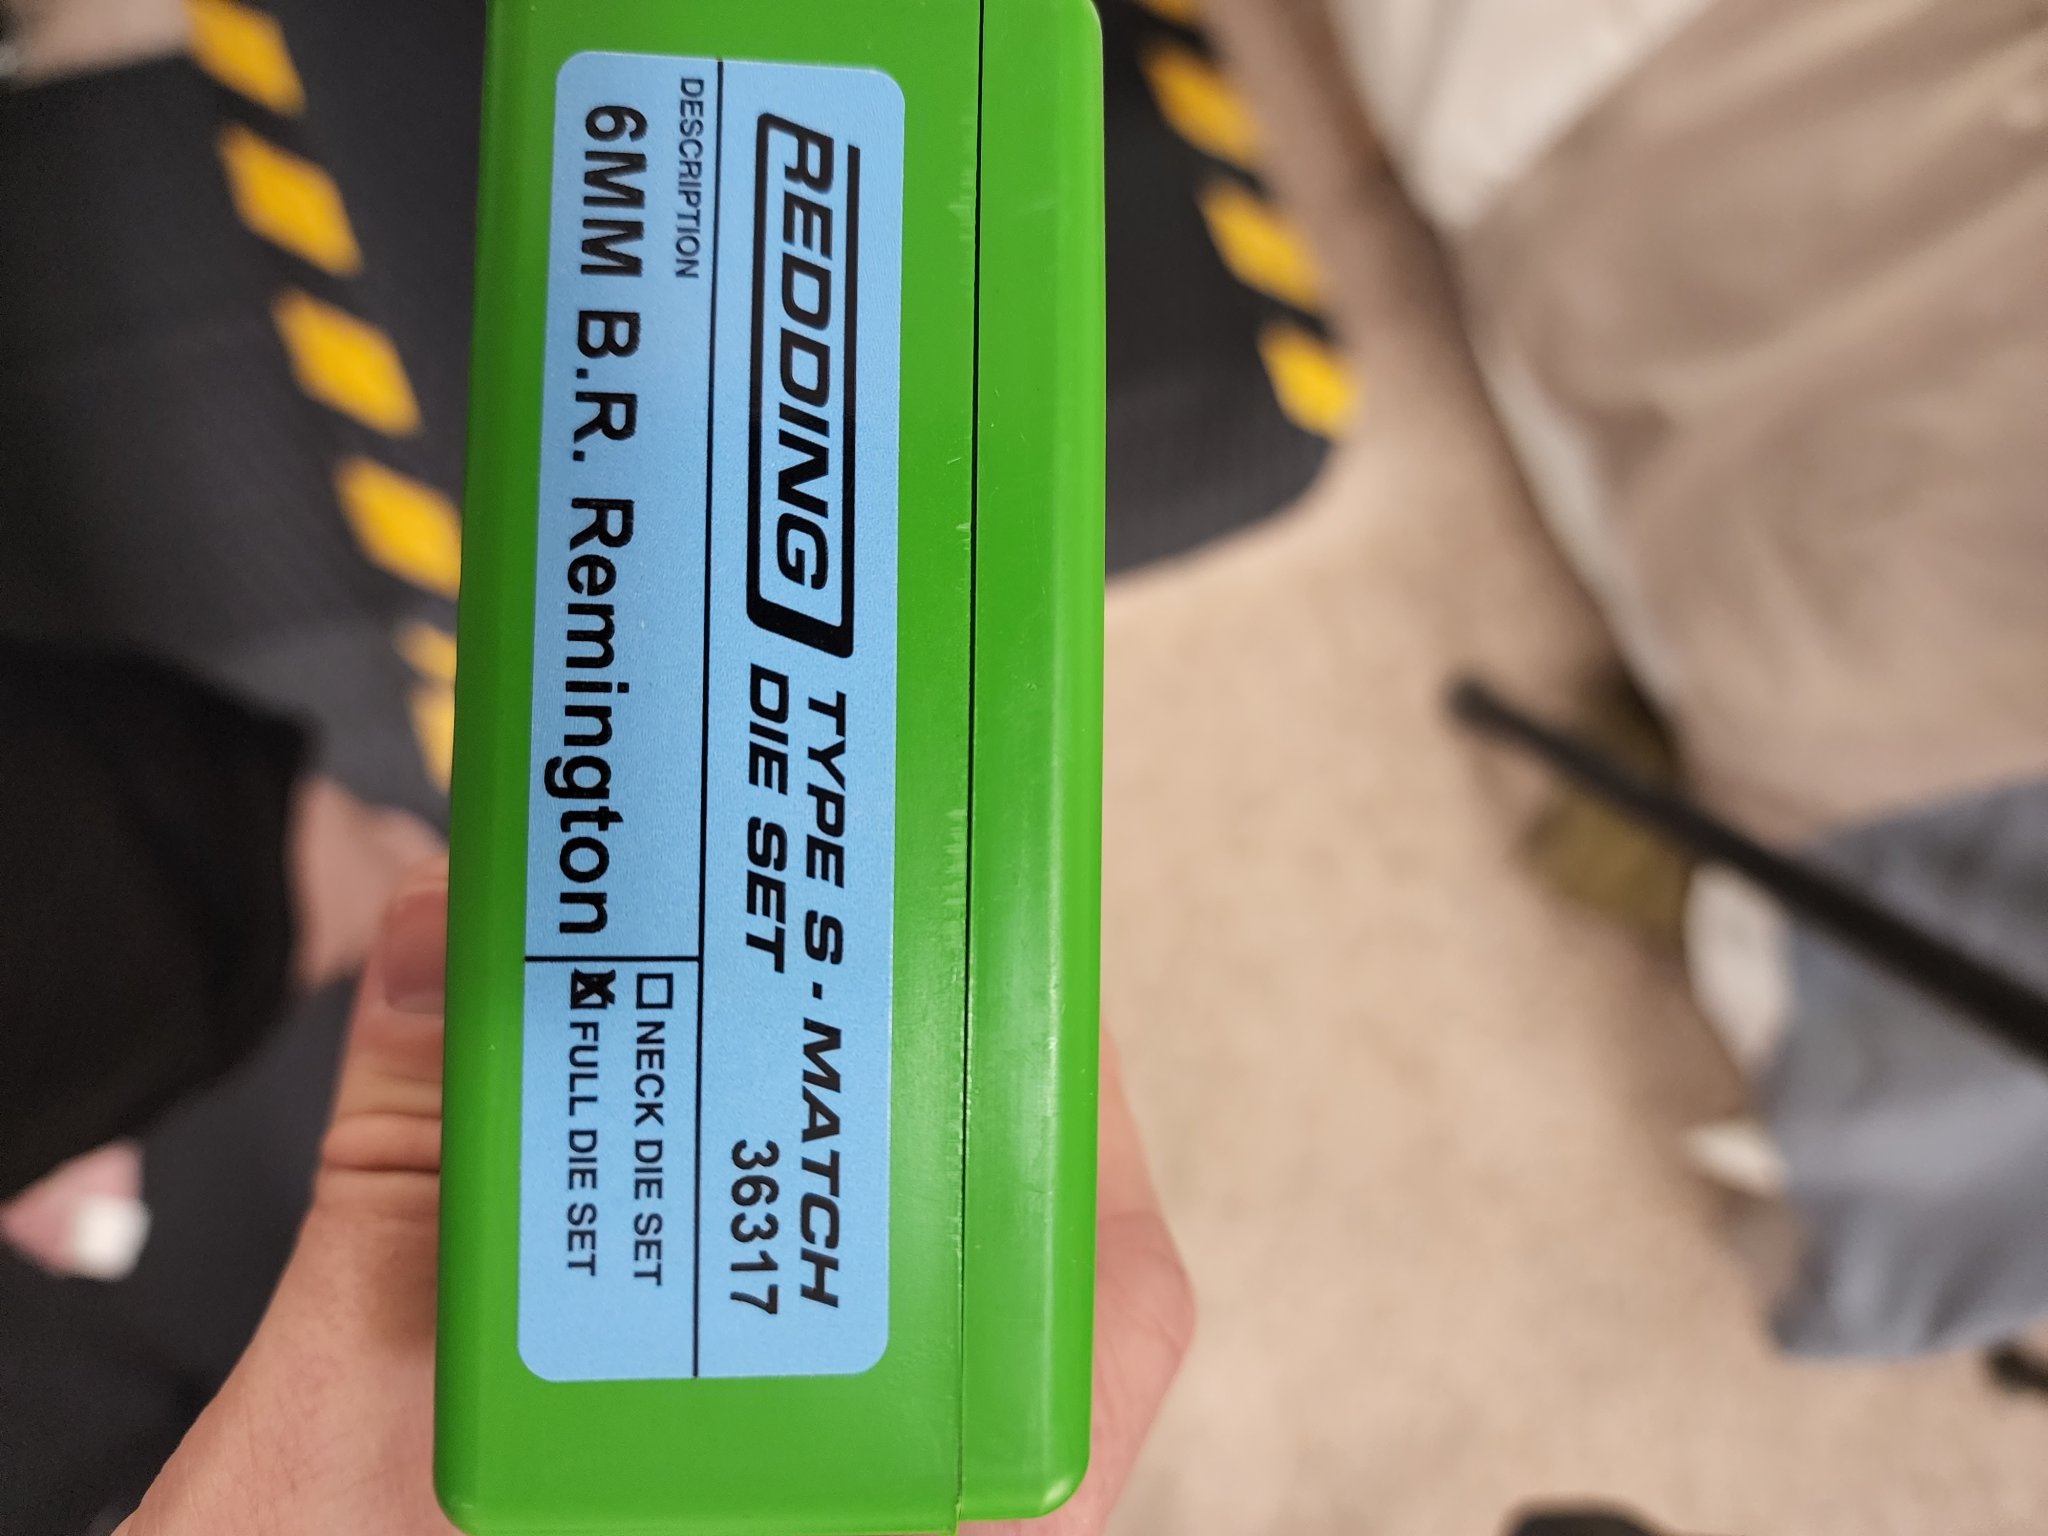 REDDING
TYPE S - MATCH
DIE SET
36317
DESCRIPTION
6MM B.R. Remington
NECK DIE SET
X FULL DIE SET